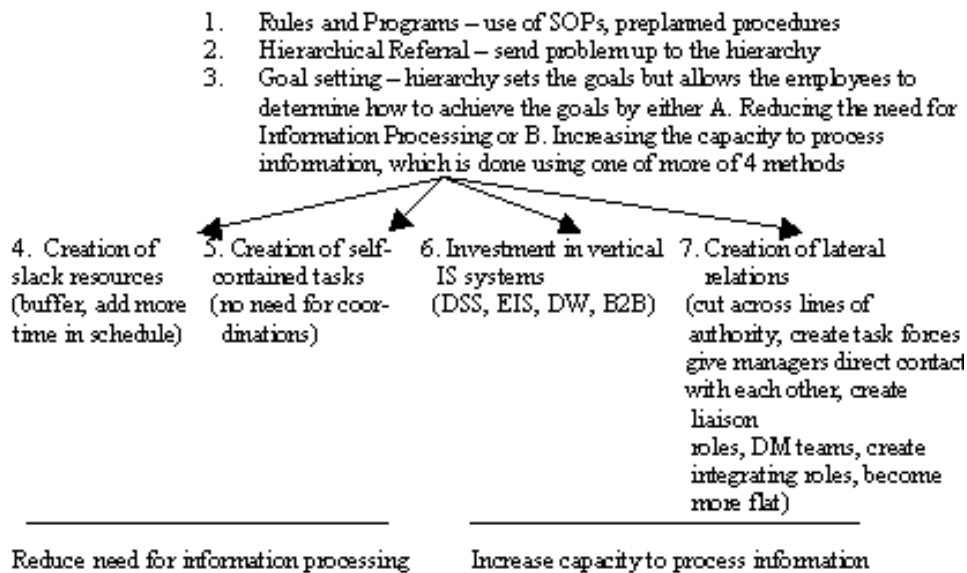 1. Rules and Programs – use of SOPs, preplanned procedures
2. Hierarchical Referral – send problem up to the hierarchy
3. Goal setting – hierarchy sets the goals but allows the employees to
determine how to achieve the goals by either A. Reducing the need for
Information Processing or B. Increasing the capacity to process
information, which is done using one of more of 4 methods
4. Creation of
slack resources
(buffer, add more
time in schedule)
5. Creation of self-
contained tasks
(no need for coor-
dinations)
6. Investment in vertical
IS systems
(DSS, EIS, DW, B2B)
7. Creation of lateral
relations
(cut across lines of
authority, create task forces
give managers direct contact
with each other, create
liaison
roles, DM teams, create
integrating roles, become
more flat)
Reduce need for information processing
Increase capacity to process information